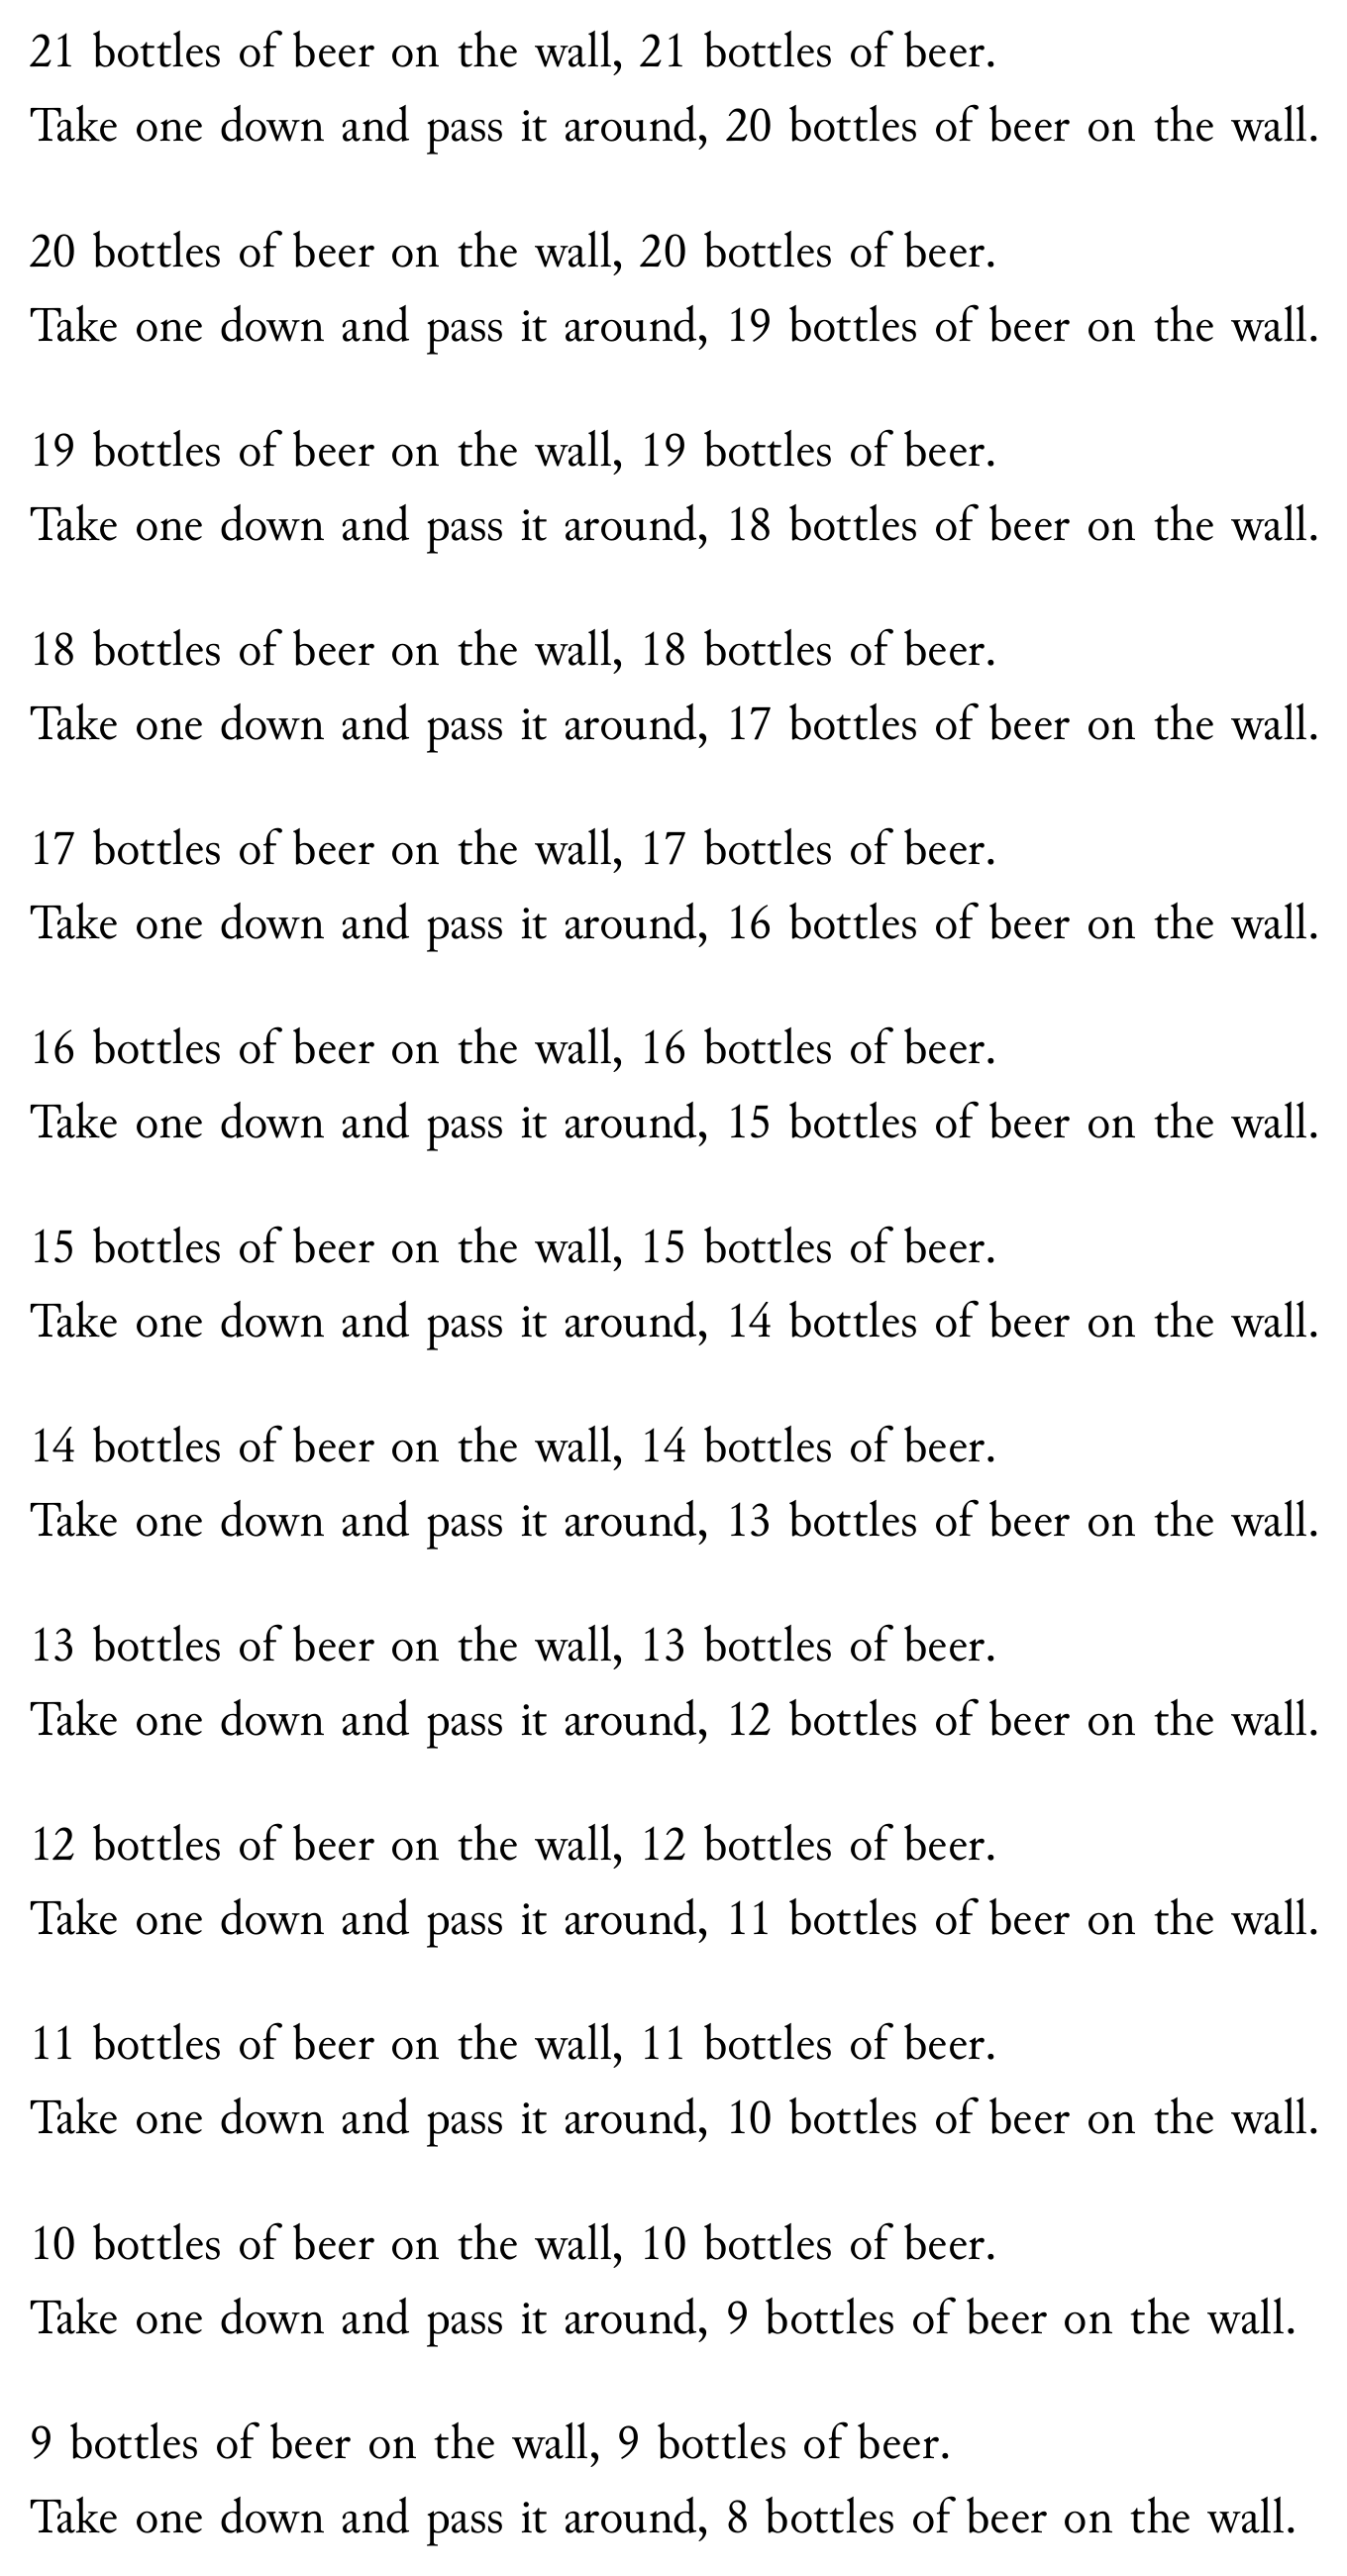 21 bottles of beer on the wall, 21 bottles of beer.
Take one down and pass it around, 20 bottles of beer on the wall.
20 bottles of beer on the wall, 20 bottles of beer.
Take one down and pass it around, 19 bottles of beer on the wall.
19 bottles of beer on the wall, 19 bottles of beer.
Take one down and pass it around, 18 bottles of beer on the wall.
18 bottles of beer on the wall, 18 bottles of beer.
Take one down and pass it around, 17 bottles of beer on the wall.
17 bottles of beer on the wall, 17 bottles of beer.
Take one down and pass it around, 16 bottles of beer on the wall.
16 bottles of beer on the wall, 16 bottles of beer.
Take one down and pass it around, 15 bottles of beer on the wall.
15 bottles of beer on the wall, 15 bottles of beer.
Take one down and pass it around, 14 bottles of beer on the wall.
14 bottles of beer on the wall, 14 bottles of beer.
Take one down and pass it around, 13 bottles of beer on the wall.
13 bottles of beer on the wall, 13 bottles of beer.
Take one down and pass it around, 12 bottles of beer on the wall.
12 bottles of beer on the wall, 12 bottles of beer.
Take one down and pass it around, 11 bottles of beer on the wall.
11 bottles of beer on the wall, 11 bottles of beer.
Take one down and pass it around, 10 bottles of beer on the wall.
10 bottles of beer on the wall, 10 bottles of beer.
Take one down and pass it around, 9 bottles of beer on the wall.
9 bottles of beer on the wall, 9 bottles of beer.
Take one down and pass it around, 8 bottles of beer on the wall.